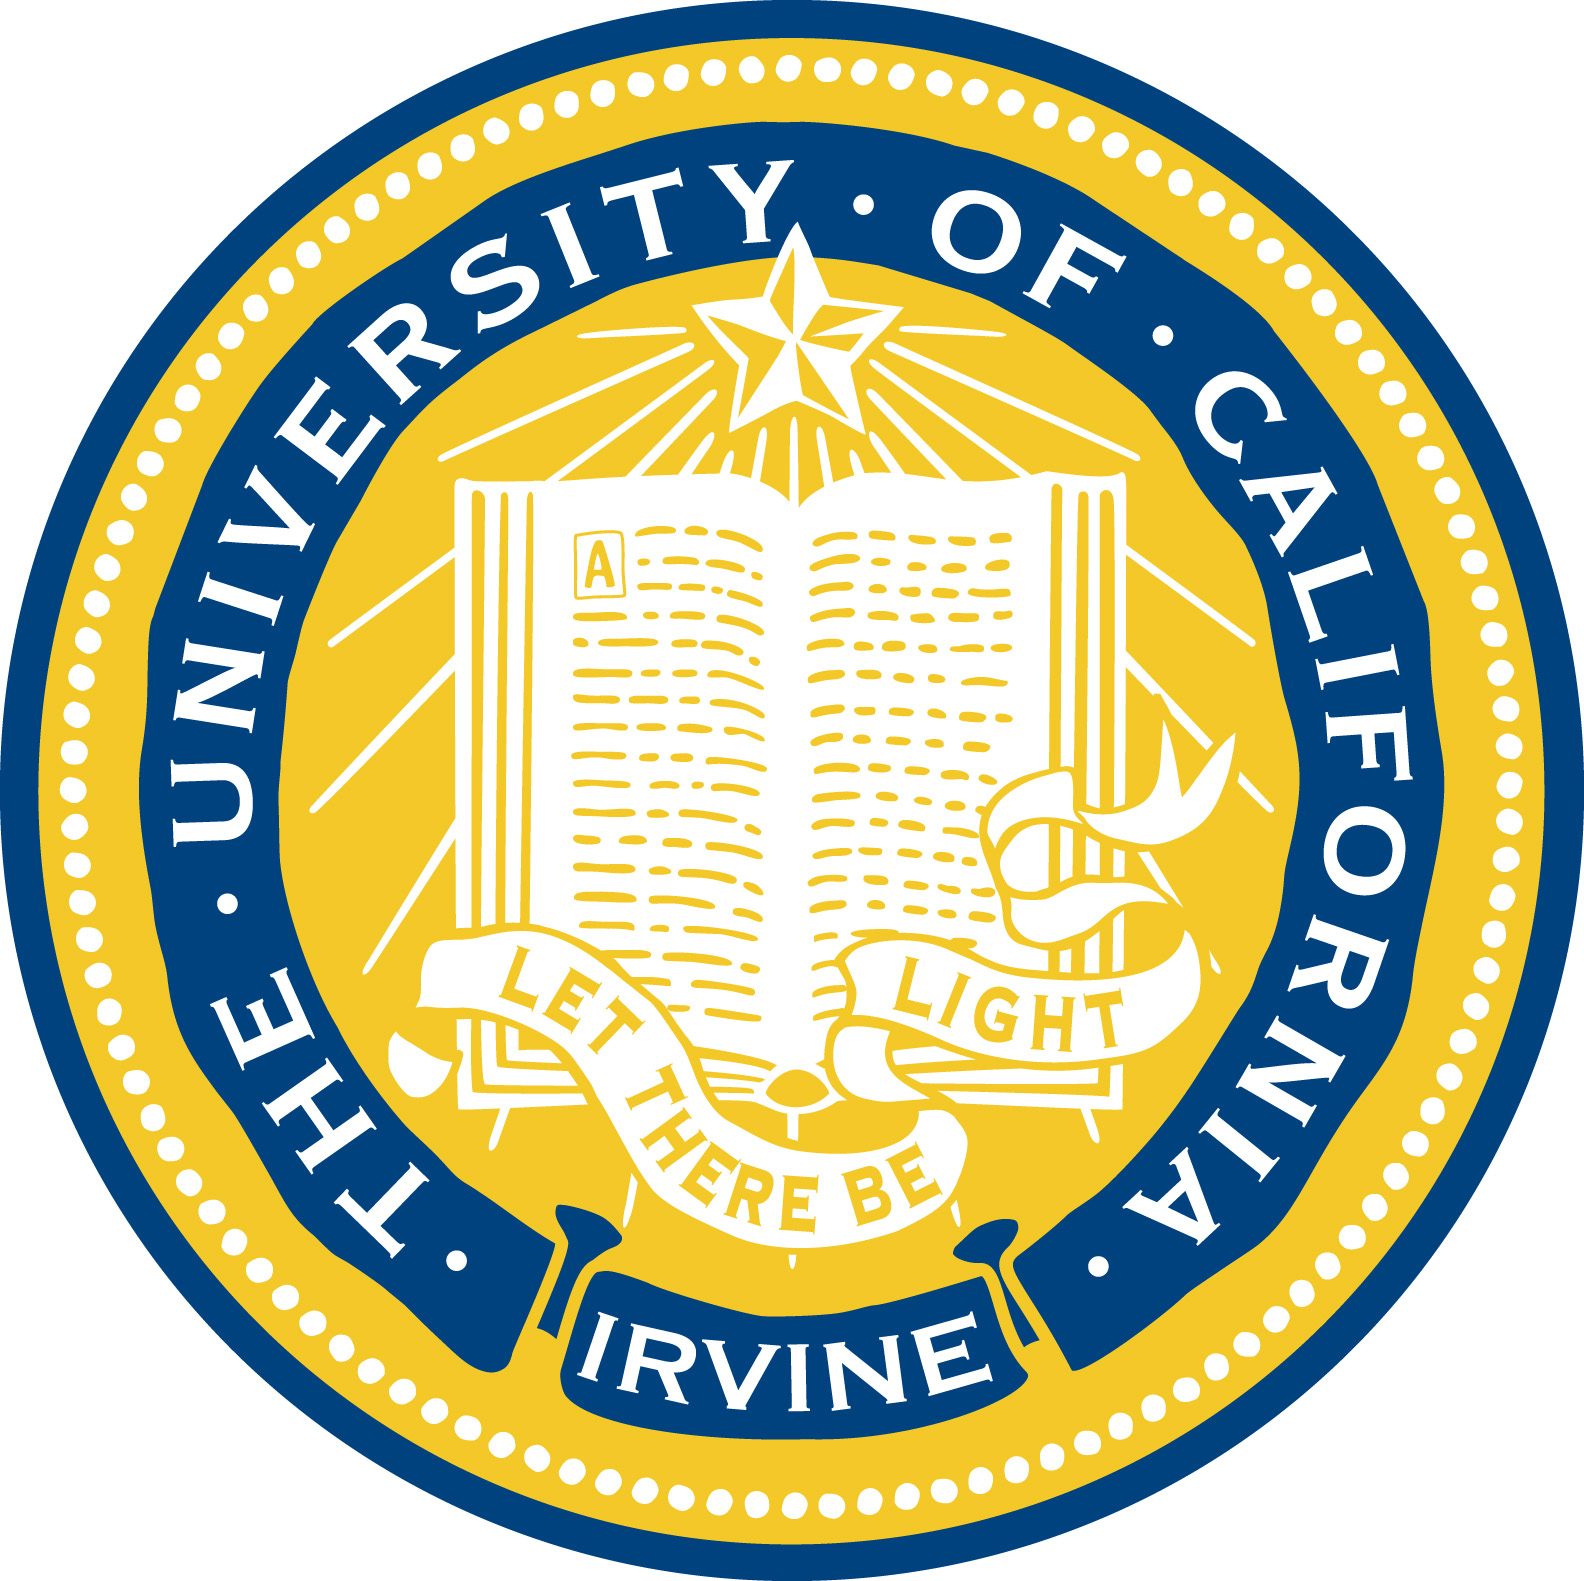 · THE · UNIVERSITY · OF · CALIFORNIA ·
A
LET THERE BE
LIGHT
IRVINE